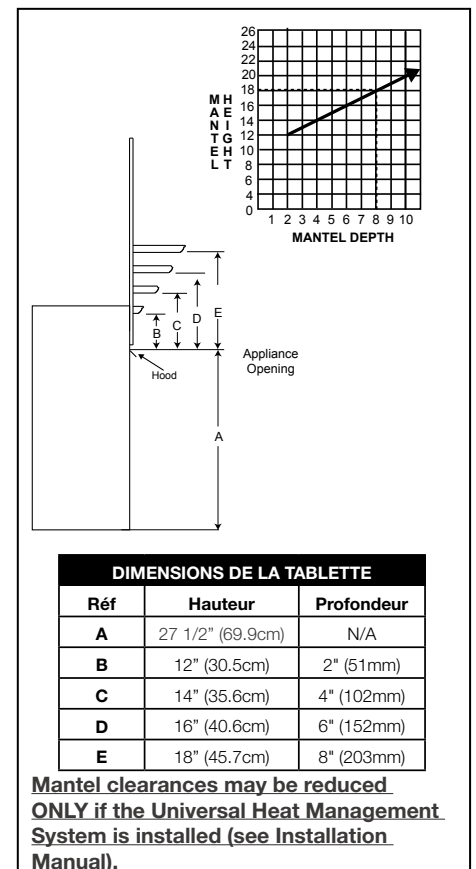 26
24
22
20
18
16
14
12
10
8
6
4
0
MANTEL HEIGHT
1 2 3 4 5 6 7 8 9 10
MANTEL DEPTH
B
C
D
E
Hood
Appliance
Opening
A
DIMENSIONS DE LA TABLETTE
Réf Hauteur Profondeur
A 27 1/2” (69.9cm) N/A
B 12” (30.5cm) 2" (51mm)
C 14” (35.6cm) 4" (102mm)
D 16” (40.6cm) 6" (152mm)
E 18” (45.7cm) 8" (203mm)
Mantel clearances may be reduced
ONLY if the Universal Heat Management
System is installed (see Installation
Manual).